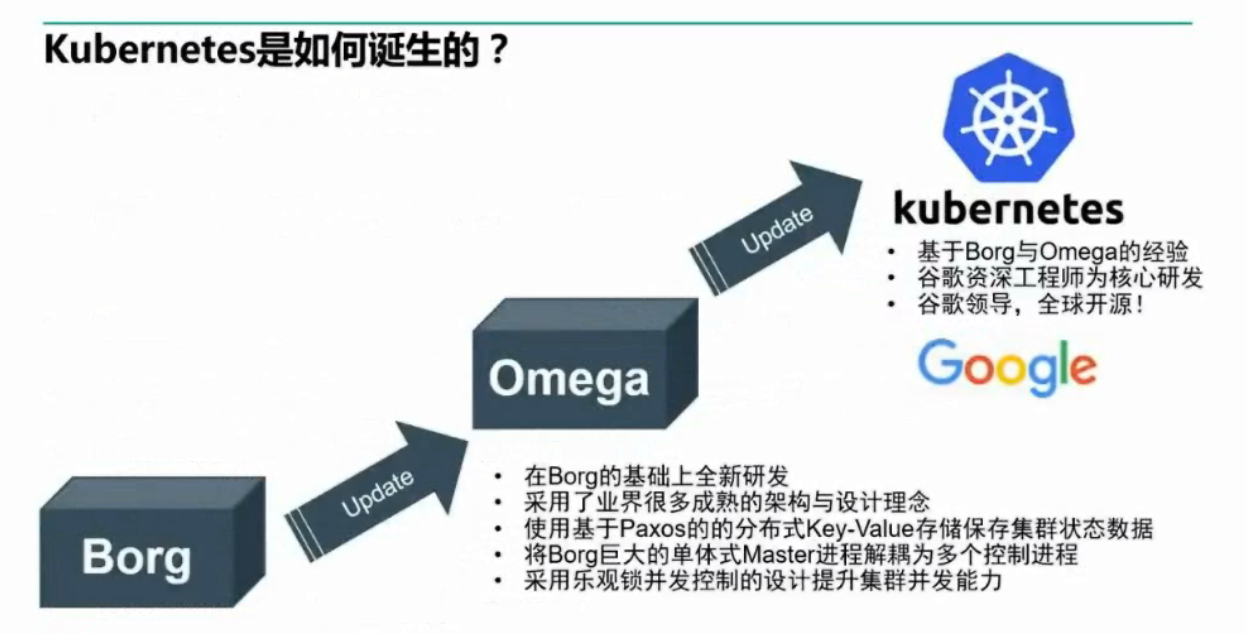 Kubernetes是如何诞生的？
kubernetes
Update
• 基于Borg与Omega的经验
• 谷歌资深工程师为核心研发
• 谷歌领导，全球开源！
Google
Omega
Update
• 在Borg的基础上全新研发
• 采用了业界很多成熟的架构与设计理念
• 使用基于Paxos的的分布式Key-Value存储保存集群状态数据
• 将Borg巨大的单体式Master进程解耦为多个控制进程
• 采用乐观锁并发控制的设计提升集群并发能力
Borg